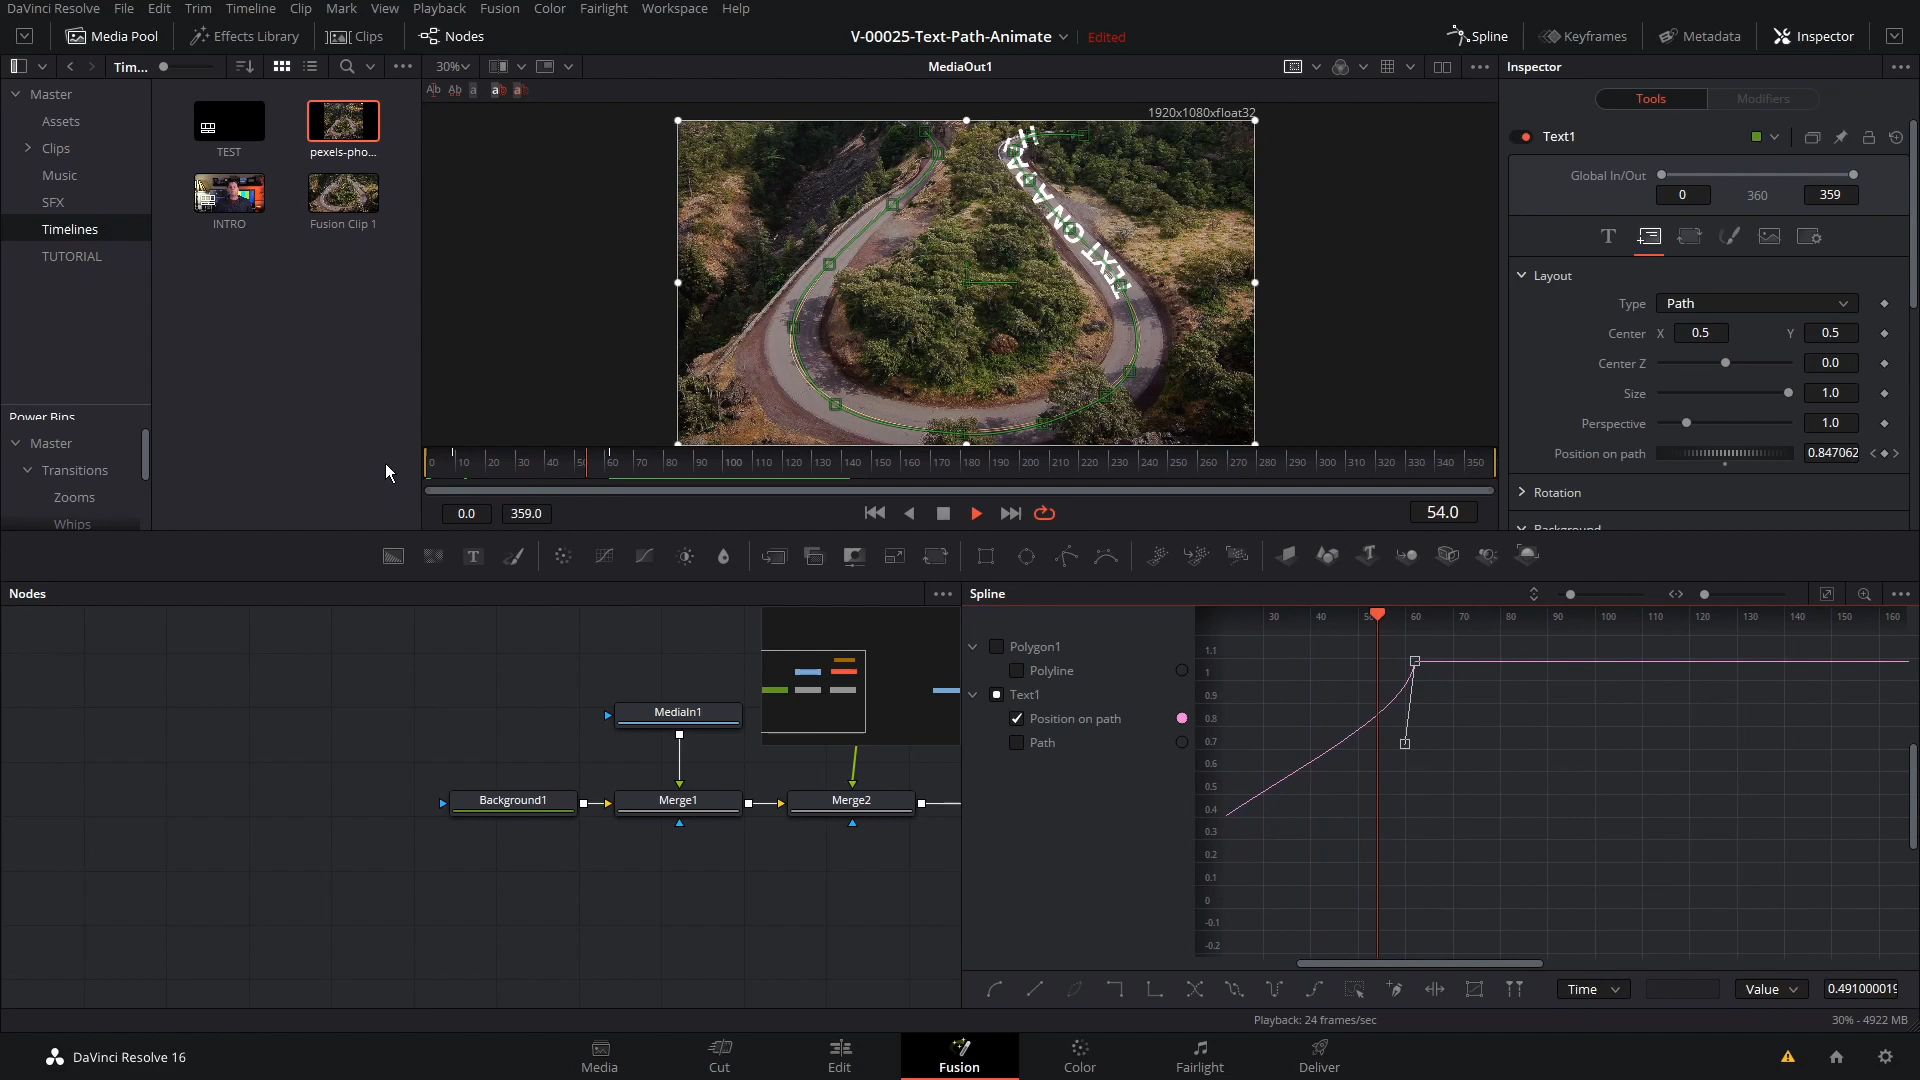 DaVinci Resolve File Edit Trim Timeline Clip Mark View Playback Fusion Color Fairlight Workspace Help
Media Pool Effects Library Clips Nodes V-00025-Text-Path-Animate Edited Spline Keyframes Metadata Inspector
Tim... 30% MediaOut1 Inspector
Master
Assets
Clips
Music
SFX
Timelines
TUTORIAL
TEST
pexels-pho...
INTRO
Fusion Clip 1
Power Bins
Master
Transitions
Zooms
Whips
1920x1080xfloat32
TEXT ON A PATH
0 10 20 30 40 50 60 70 80 90 100 110 120 130 140 150 160 170 180 190 200 210 220 230 240 250 260 270 280 290 300 310 320 330 340 350
0.0 359.0 54.0
Tools Modifiers
Text1
Global In/Out
0 360 359
T
Layout
Type Path
Center X 0.5 Y 0.5
Center Z 0.0
Size 1.0
Perspective 1.0
Position on path 0.847062
Rotation
Background
Nodes
MediaIn1
Background1 Merge1 Merge2
Spline
Polygon1
Polyline
Text1
Position on path
Path
30 40 50 60 70 80 90 100 110 120 130 140 150 160
1.1
1
0.9
0.8
0.7
0.6
0.5
0.4
0.3
0.2
0.1
0
-0.1
-0.2
Time Value 0.491000019
Playback: 24 frames/sec 30% - 4922 MB
DaVinci Resolve 16 Media Cut Edit Fusion Color Fairlight Deliver